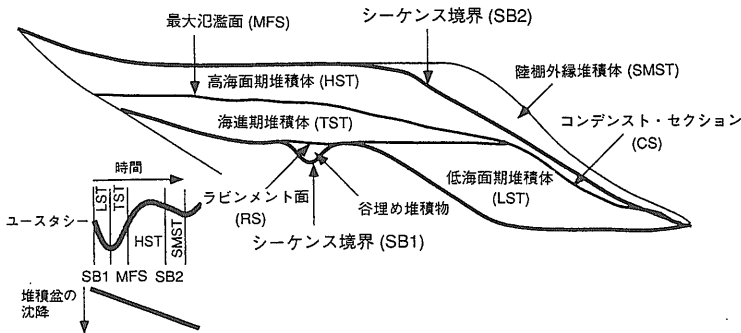 最大氾濫面 (MFS)
シーケンス境界 (SB2)
高海面期堆積体 (HST)
陸棚外縁堆積体 (SMST)
海進期堆積体 (TST)
コンデンスト・セクション
(CS)
時間
LST
TST
ラビンメント面
(RS)
谷埋め堆積物
低海面期堆積体
(LST)
ユースタシー
HST
SMST
シーケンス境界 (SB1)
SB1 MFS SB2
堆積盆の
沈降